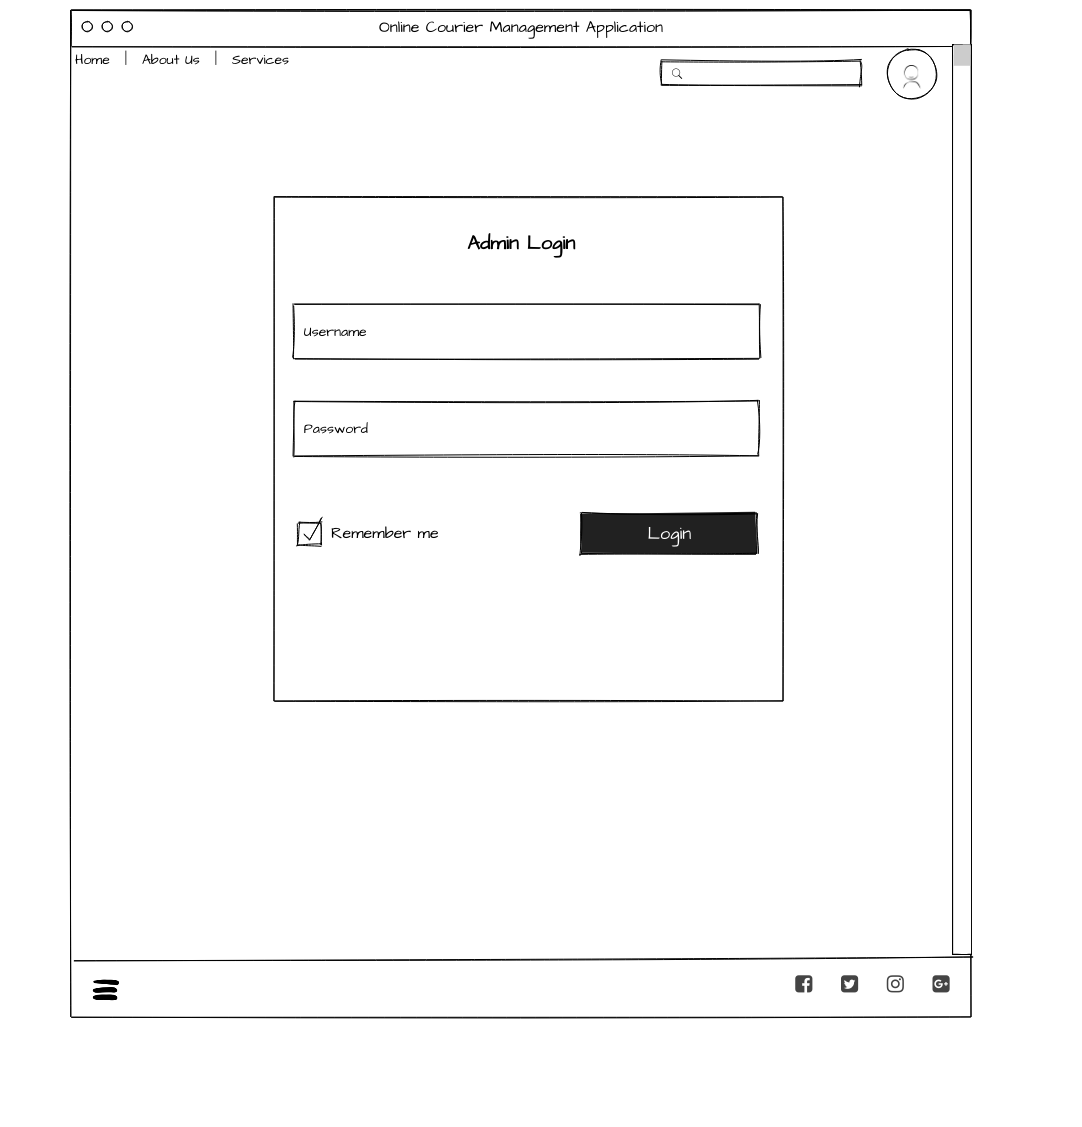 Online Courier Management Application
Home | About Us | Services
Admin Login
Username
Password
Remember me
Login